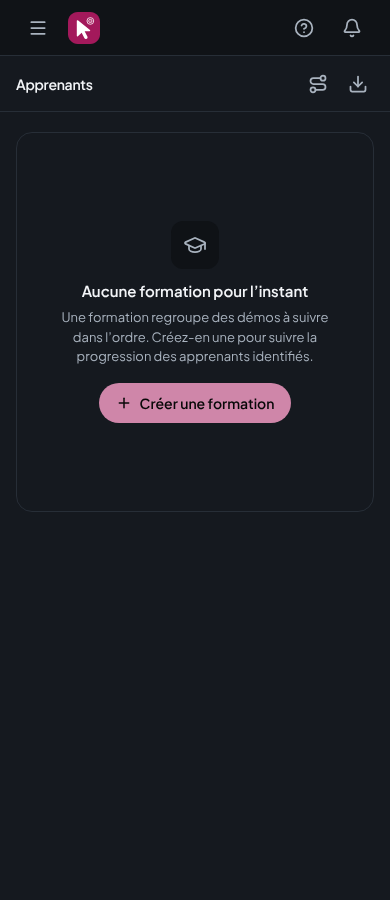 Apprenants
Aucune formation pour l’instant
Une formation regroupe des démos à suivre
dans l’ordre. Créez-en une pour suivre la
progression des apprenants identifiés.
Créer une formation